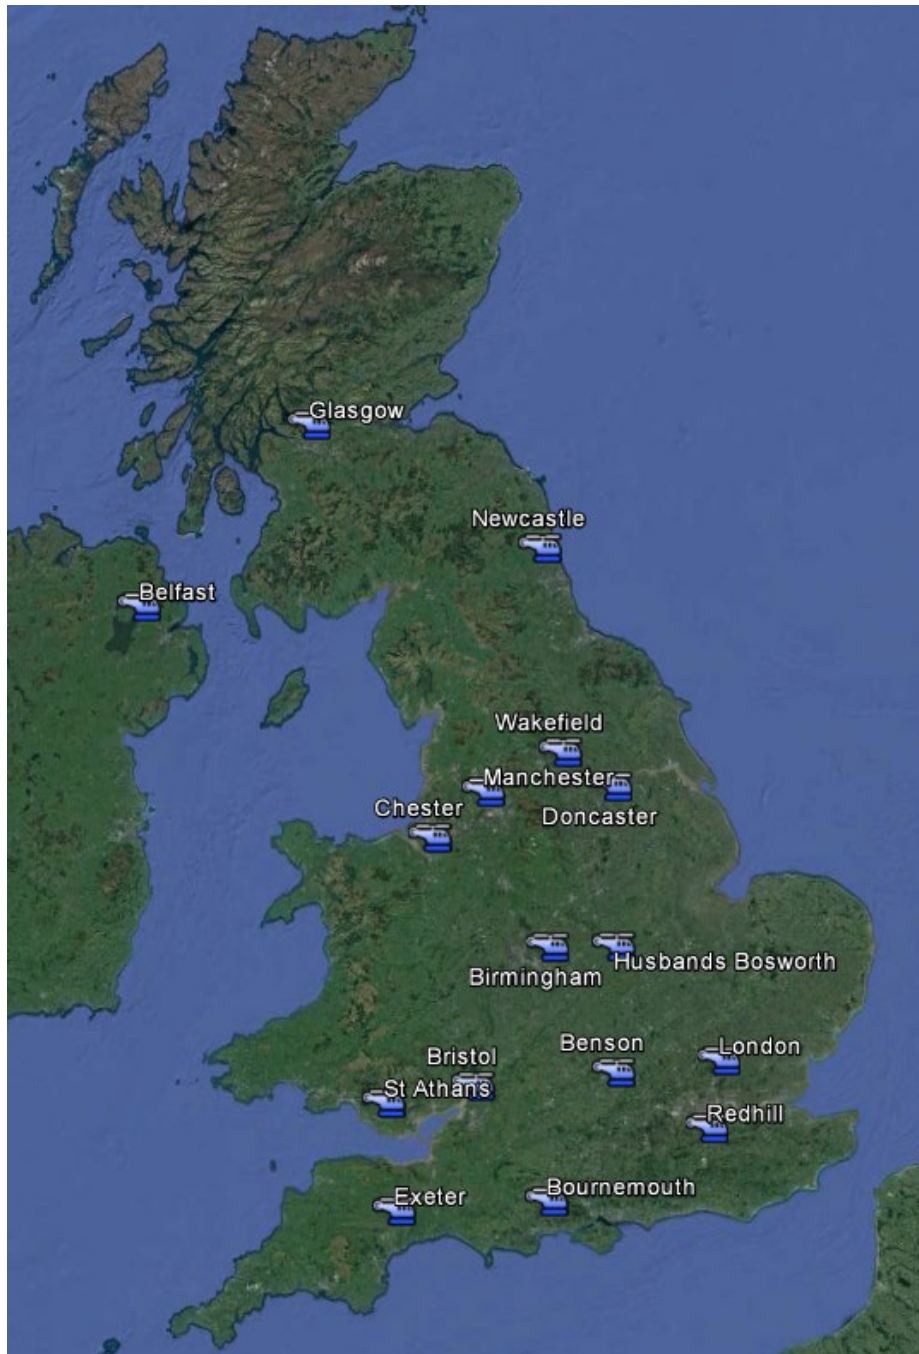 Glasgow
Newcastle
Belfast
Wakefield
Manchester
Chester
Doncaster
Husbands Bosworth
Birmingham
Benson
London
Bristol
St Athans
Redhill
Bournemouth
Exeter